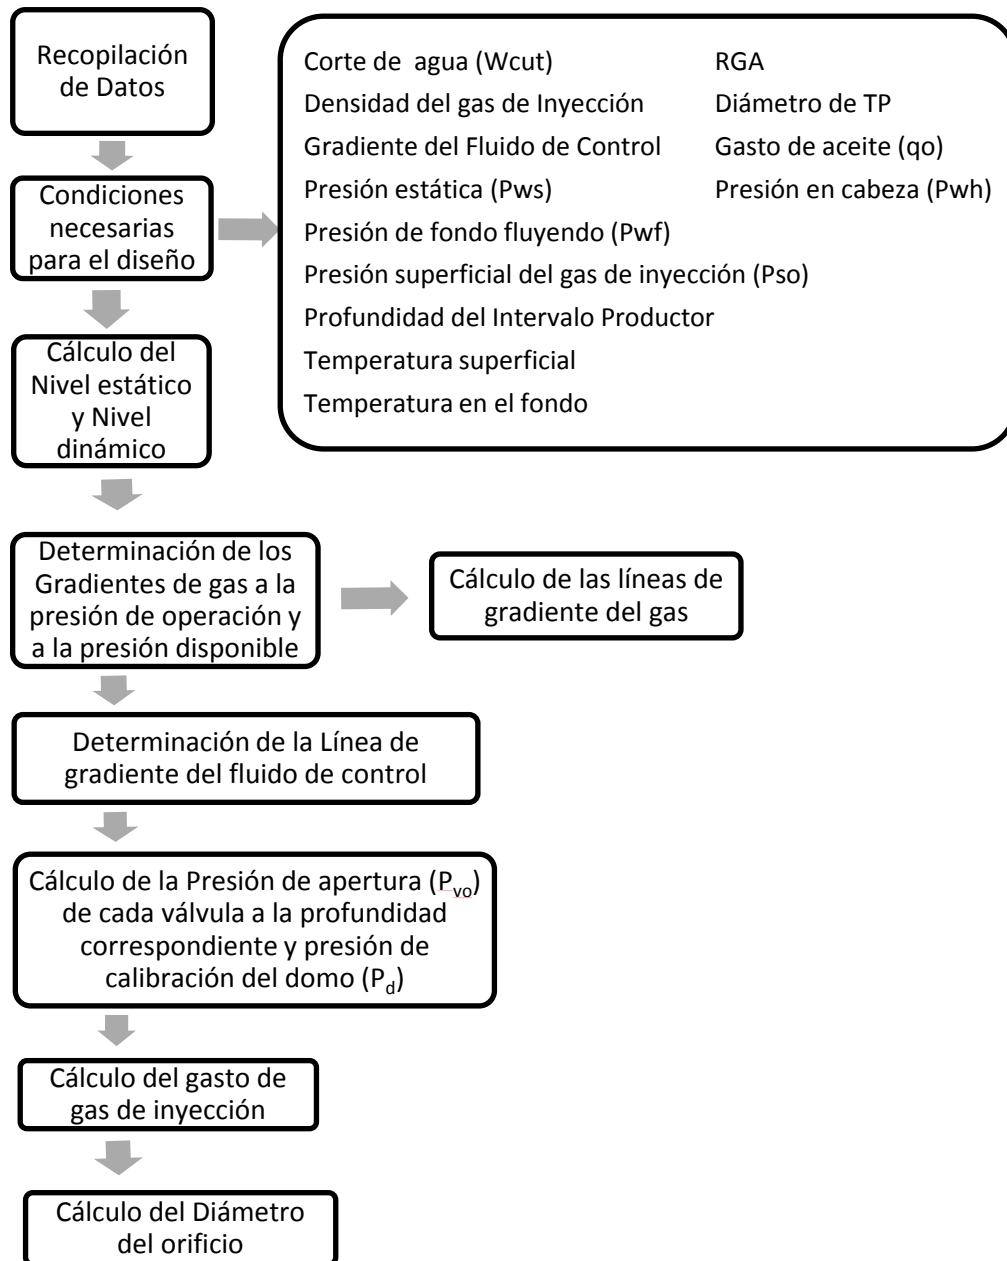 Recopilación
de Datos
Condiciones
necesarias
para el diseño
Corte de agua (Wcut)
RGA
Densidad del gas de Inyección
Diámetro de TP
Gradiente del Fluido de Control
Gasto de aceite (qo)
Presión estática (Pws)
Presión en cabeza (Pwh)
Presión de fondo fluyendo (Pwf)
Presión superficial del gas de inyección (Pso)
Profundidad del Intervalo Productor
Temperatura superficial
Temperatura en el fondo
Cálculo del
Nivel estático
y Nivel
dinámico
Determinación de los
Gradientes de gas a la
presión de operación y
a la presión disponible
Cálculo de las líneas de
gradiente del gas
Determinación de la Línea de
gradiente del fluido de control
Cálculo de la Presión de apertura (Pvo)
de cada válvula a la profundidad
correspondiente y presión de
calibración del domo (Pd)
Cálculo del gasto de
gas de inyección
Cálculo del Diámetro
del orificio